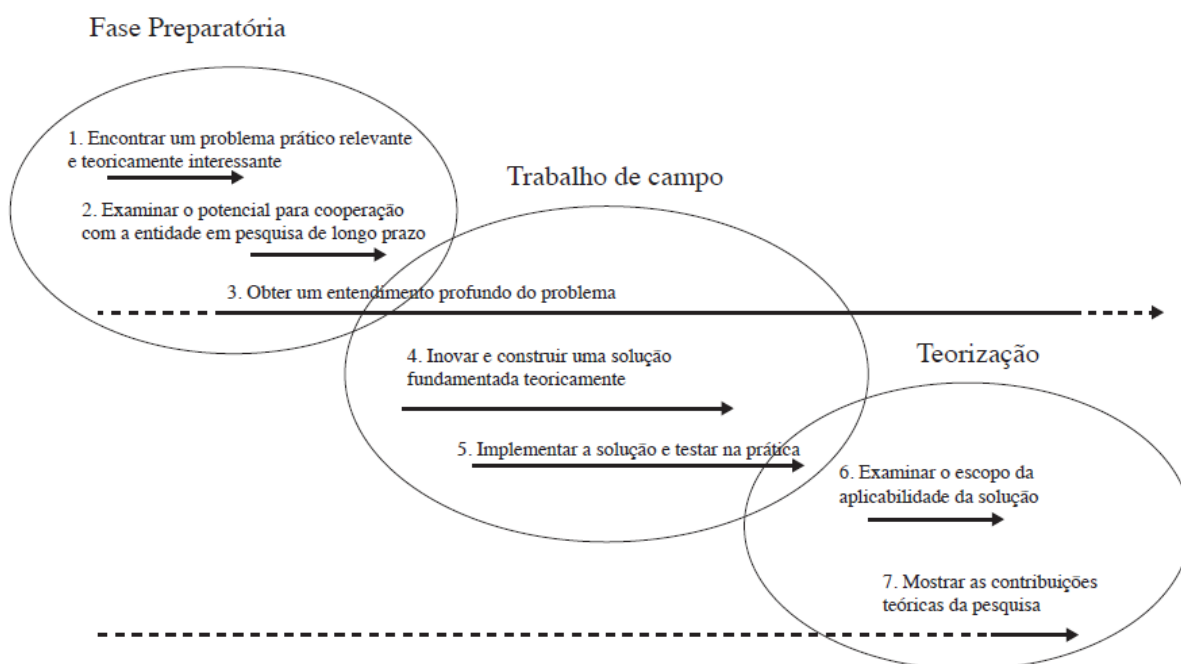 Fase Preparatória
1. Encontrar um problema prático relevante
e teoricamente interessante
2. Examinar o potencial para cooperação
com a entidade em pesquisa de longo prazo
Trabalho de campo
3. Obter um entendimento profundo do problema
4. Inovar e construir uma solução
fundamentada teoricamente
5. Implementar a solução e testar na prática
Teorização
6. Examinar o escopo da
aplicabilidade da solução
7. Mostrar as contribuições
teóricas da pesquisa